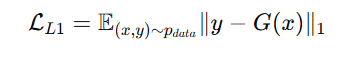 ℒ_{L1} = 𝔼_{(x,y)∼p_{data}} ‖y − G(x)‖₁